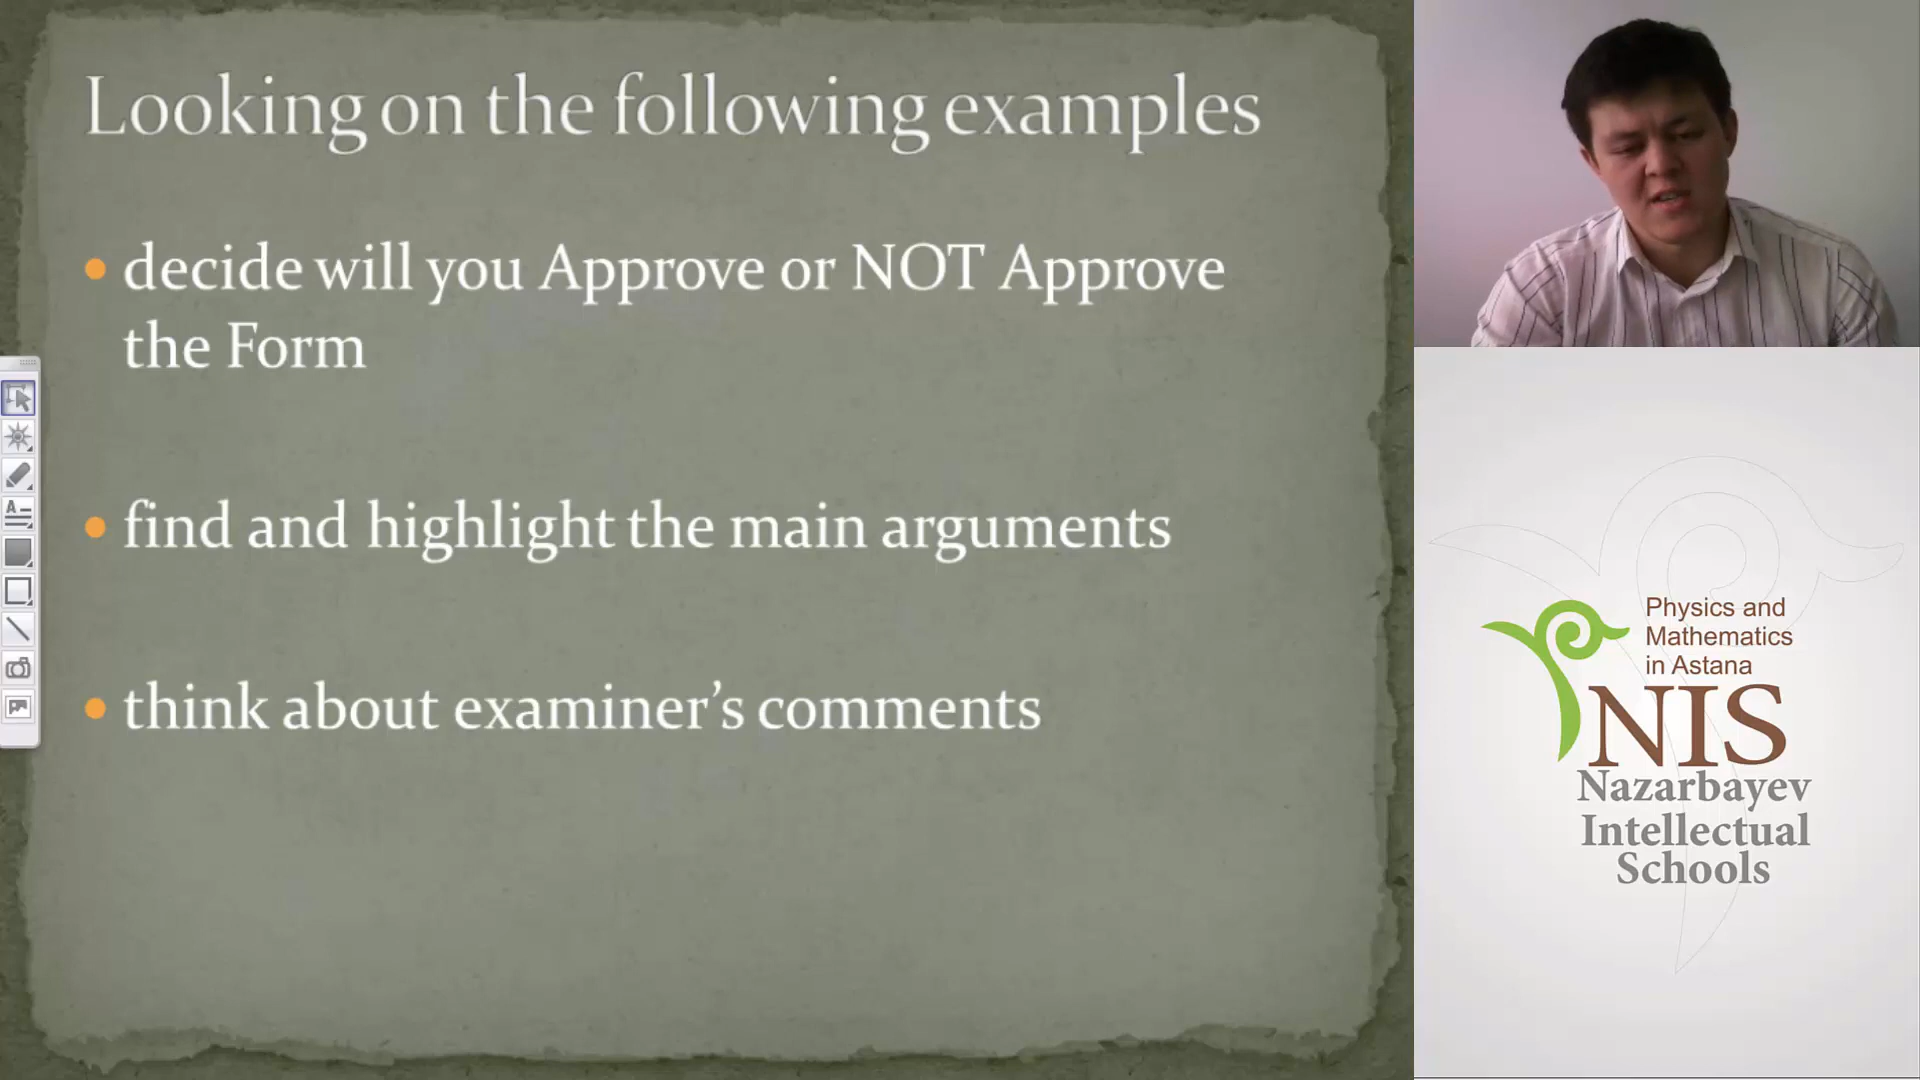 Looking on the following examples
decide will you Approve or NOT Approve
the Form
find and highlight the main arguments
think about examiner's comments
Physics and
Mathematics
in Astana
NIS
Nazarbayev
Intellectual
Schools